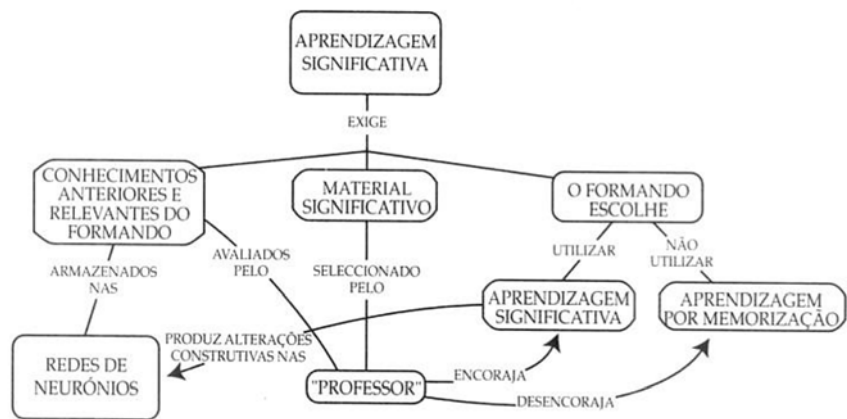 APRENDIZAGEM
SIGNIFICATIVA
EXIGE
CONHECIMENTOS
ANTERIORES E
RELEVANTES DO
FORMANDO
MATERIAL
SIGNIFICATIVO
O FORMANDO
ESCOLHE
ARMAZENADOS
NAS
AVALIADOS
PELO
SELECCIONADO
PELO
UTILIZAR
NÃO
UTILIZAR
APRENDIZAGEM
SIGNIFICATIVA
APRENDIZAGEM
POR MEMORIZAÇÃO
PRODUZ ALTERAÇÕES
CONSTRUTIVAS NAS
REDES DE
NEURÓNIOS
"PROFESSOR"
ENCORAJA
DESENCORAJA